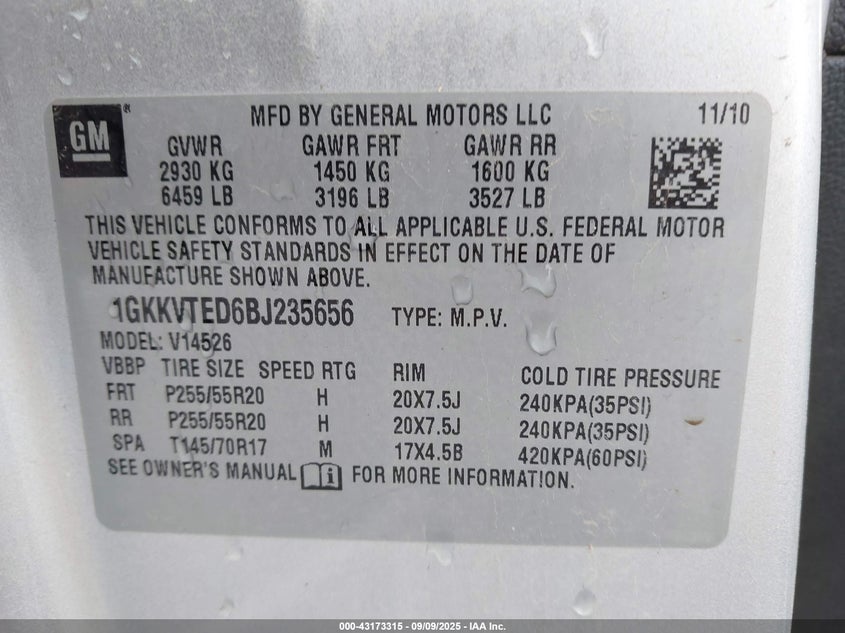 GM ®
MFD BY GENERAL MOTORS LLC 11/10
GVWR GAWR FRT GAWR RR
2930 KG 1450 KG 1600 KG
6459 LB 3196 LB 3527 LB
THIS VEHICLE CONFORMS TO ALL APPLICABLE U.S. FEDERAL MOTOR
VEHICLE SAFETY STANDARDS IN EFFECT ON THE DATE OF
MANUFACTURE SHOWN ABOVE.
1GKKVTED6BJ235656 TYPE: M.P.V.
MODEL: V14526
VBBP TIRE SIZE SPEED RTG RIM COLD TIRE PRESSURE
FRT P255/55R20 H 20X7.5J 240KPA(35PSI)
RR P255/55R20 H 20X7.5J 240KPA(35PSI)
SPA T145/70R17 M 17X4.5B 420KPA(60PSI)
SEE OWNER'S MANUAL i FOR MORE INFORMATION.
000-43173315 - 09/09/2025 - IAA Inc.